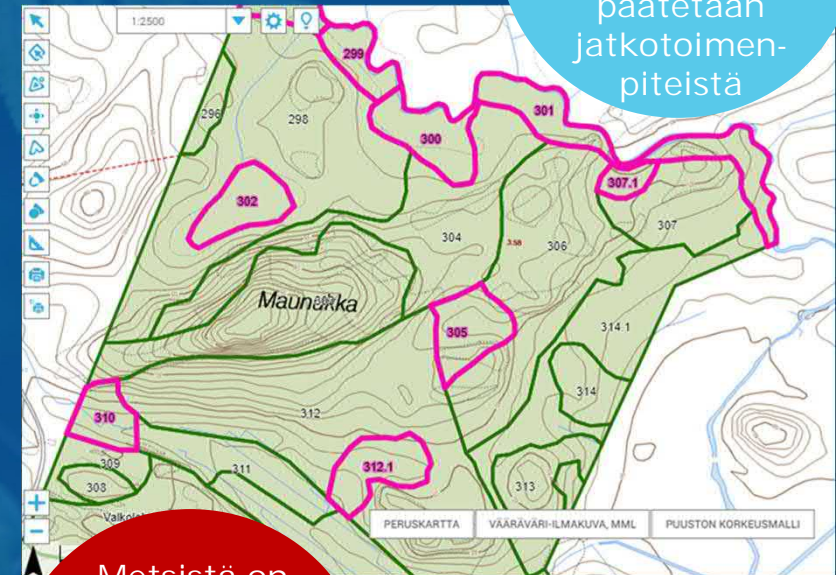 päätetään
jatkotoimen-
piteistä
1:2500
299
296
298
300
301
302
307.1
304
3.58
306
307
Maunukka
305
314.1
314
310
312
309
308
311
312.1
313
PERUSKARTTA
VÄÄRÄVÄRI-ILMAKUVA, MML
PUUSTON KORKEUSMALLI
Metsistä on